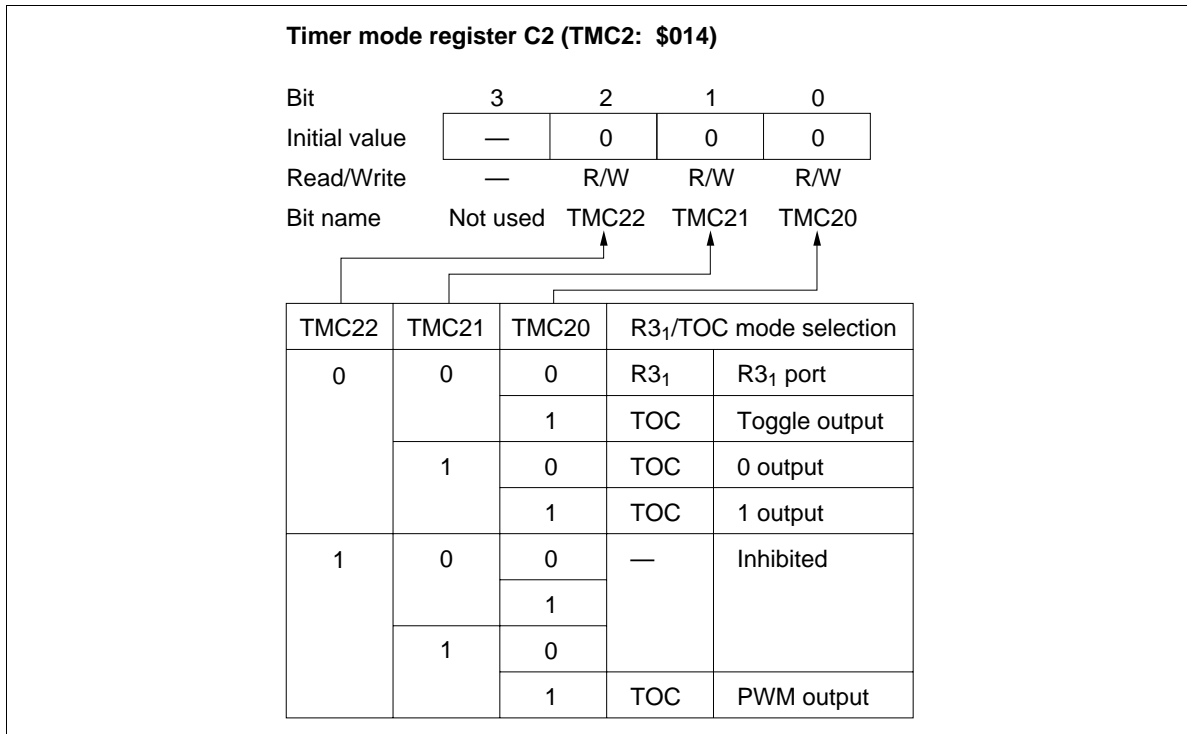 Timer mode register C2 (TMC2: $014)
Bit 3 2 1 0
Initial value — 0 0 0
Read/Write — R/W R/W R/W
Bit name Not used TMC22 TMC21 TMC20
TMC22 TMC21 TMC20 R3₁/TOC mode selection
0 0 0 R3₁ R3₁ port
1 TOC Toggle output
1 0 TOC 0 output
1 TOC 1 output
1 0 0 — Inhibited
1
1 0
1 TOC PWM output